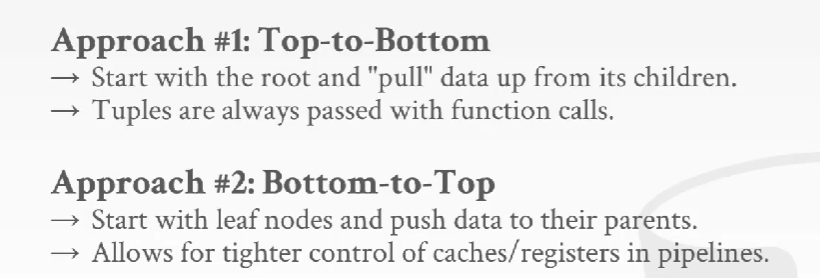 Approach #1: Top-to-Bottom
→ Start with the root and "pull" data up from its children.
→ Tuples are always passed with function calls.
Approach #2: Bottom-to-Top
→ Start with leaf nodes and push data to their parents.
→ Allows for tighter control of caches/registers in pipelines.